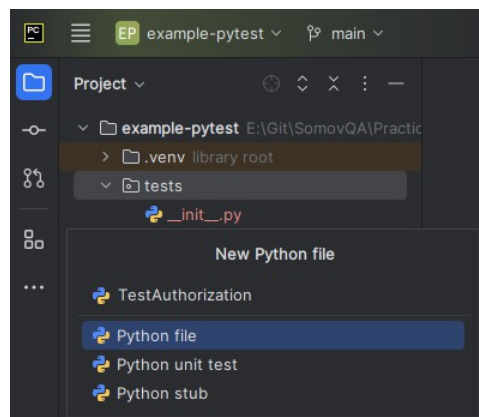 PC
EP example-pytest main
Project
example-pytest E:\Git\SomovQA\Practic
.venv library root
tests
__init__.py
New Python file
TestAuthorization
Python file
Python unit test
Python stub